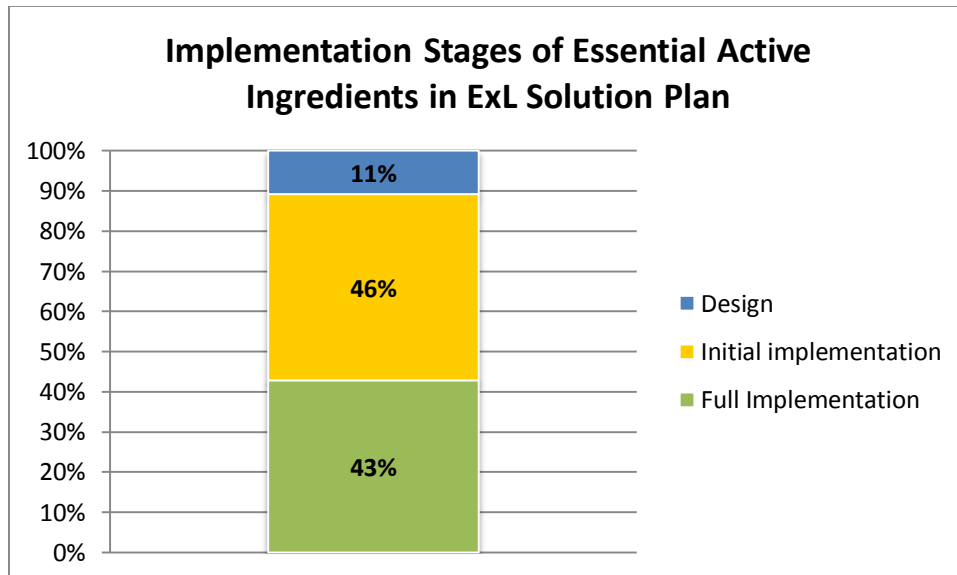 Implementation Stages of Essential Active
Ingredients in ExL Solution Plan
100%
90%
80%
70%
60%
50%
40%
30%
20%
10%
0%
11%
46%
43%
Design
Initial implementation
Full Implementation